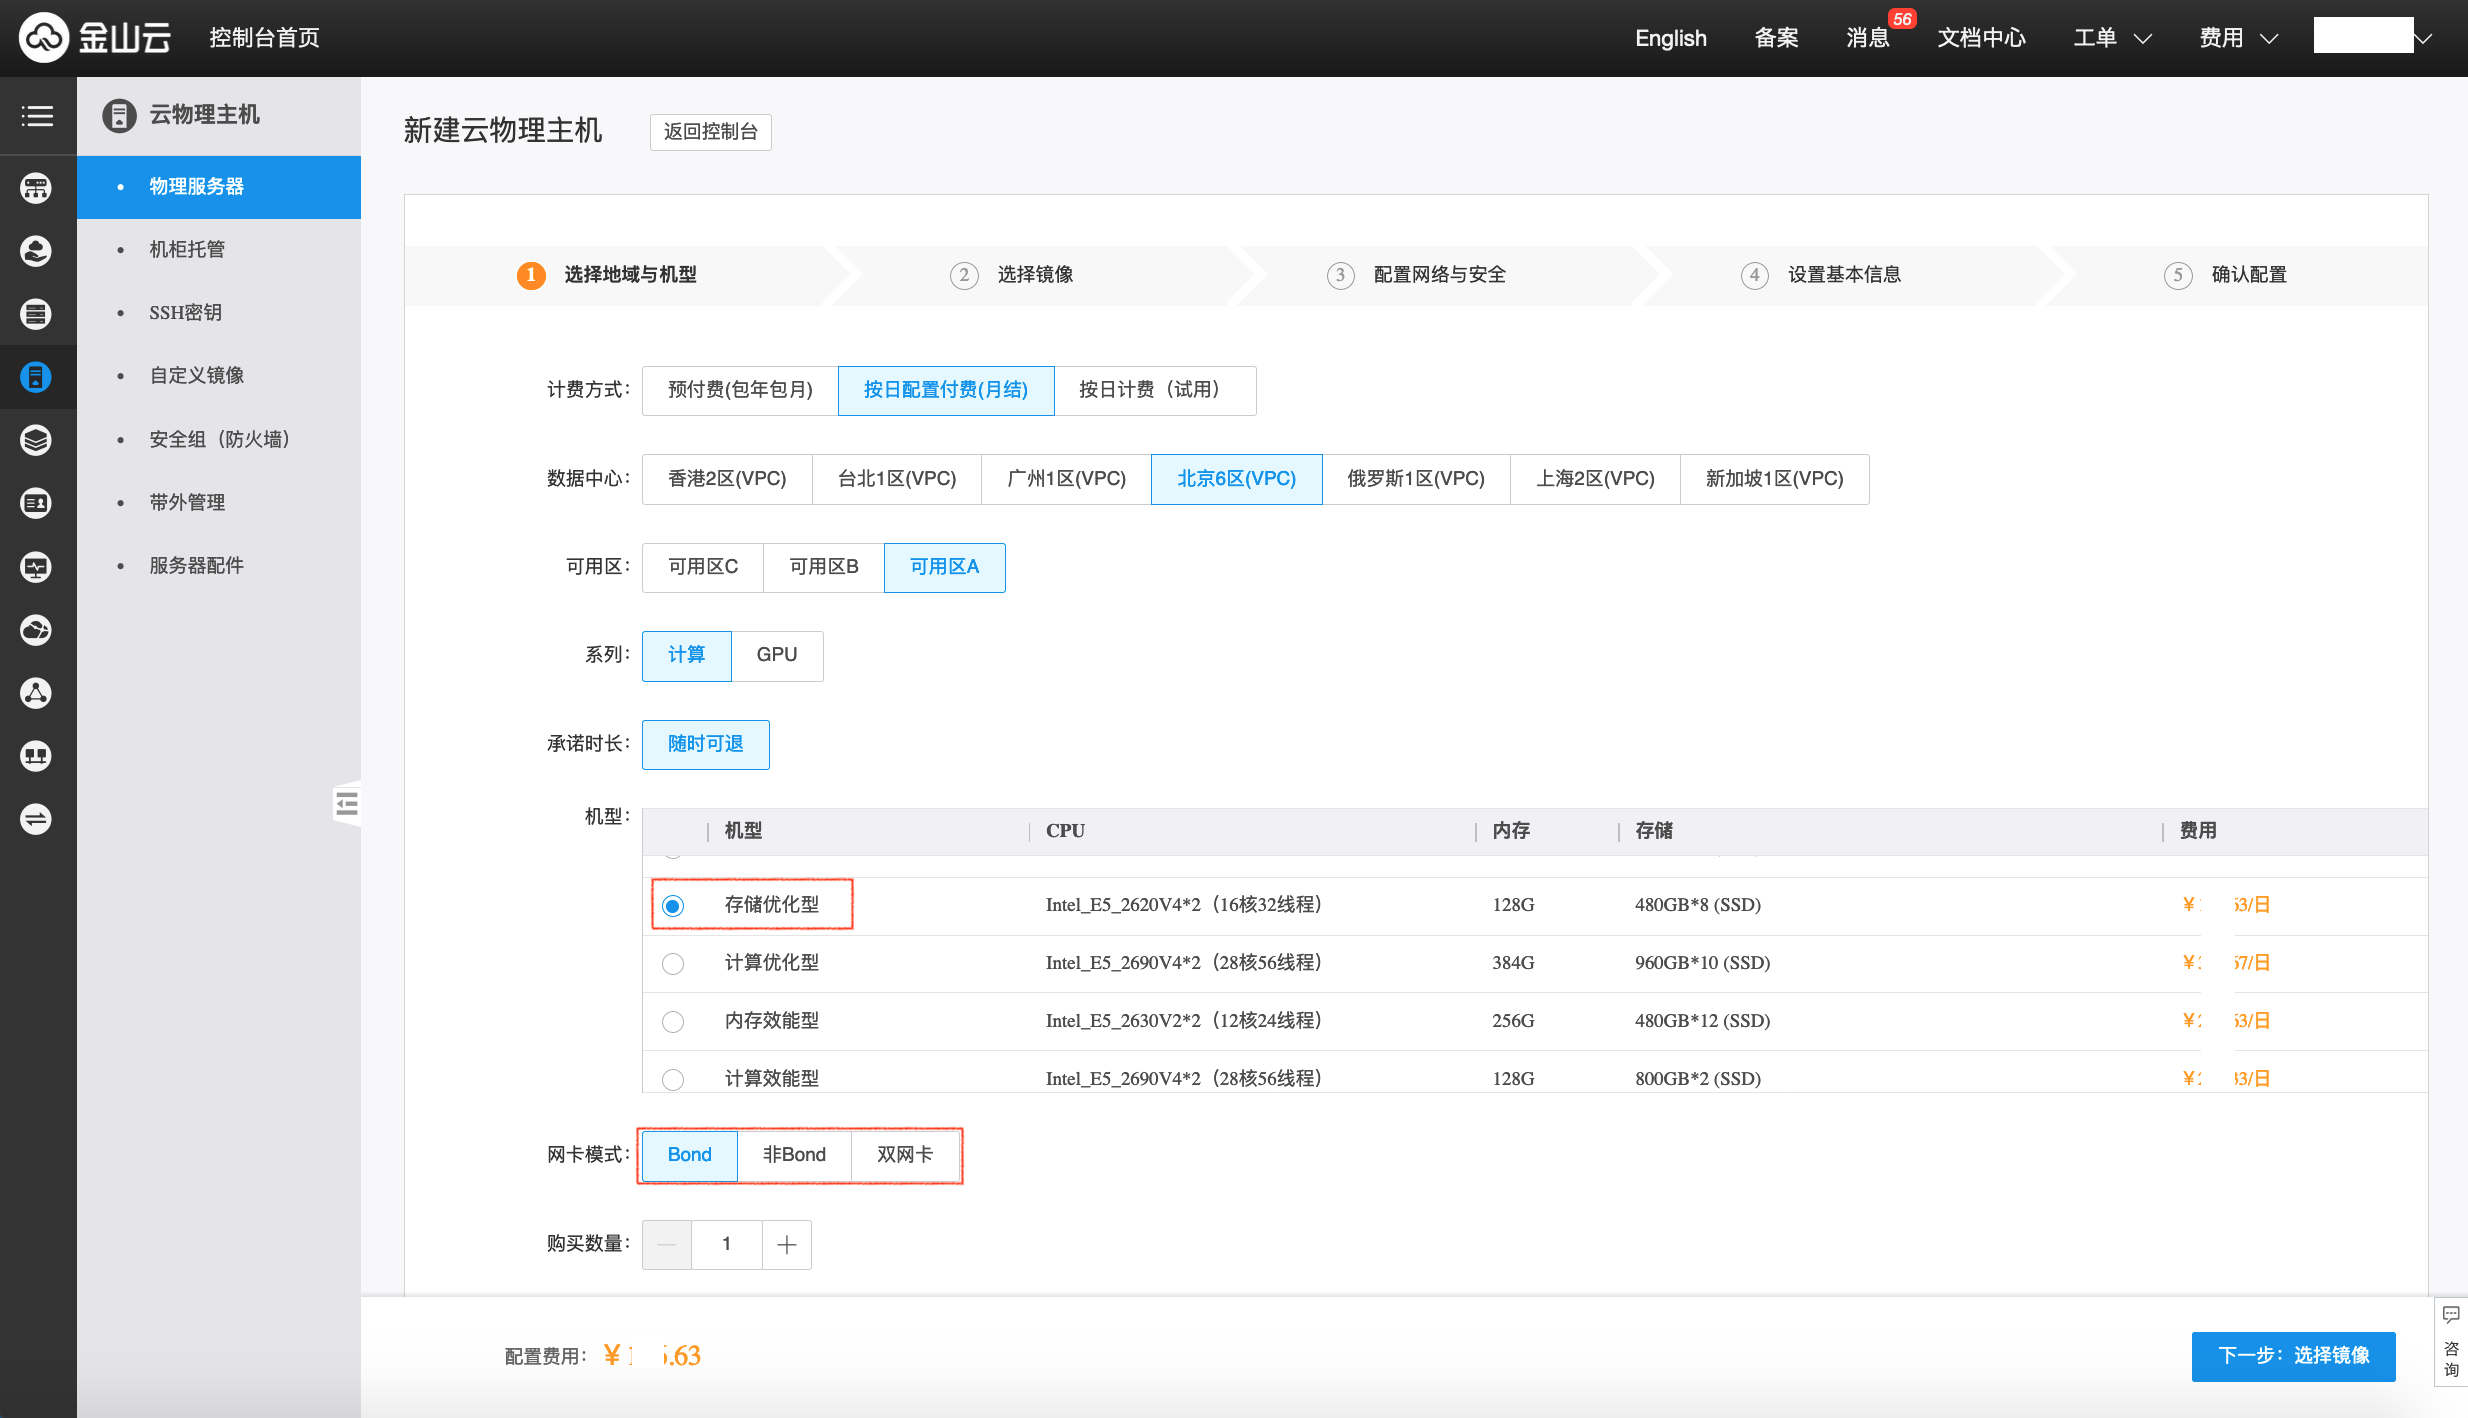 金山云
控制台首页
English
备案
消息
56
文档中心
工单
费用
云物理主机
物理服务器
机柜托管
SSH密钥
自定义镜像
安全组（防火墙）
带外管理
服务器配件
新建云物理主机
返回控制台
1 选择地域与机型
2 选择镜像
3 配置网络与安全
4 设置基本信息
5 确认配置
计费方式: 预付费(包年包月) 按日配置付费(月结) 按日计费（试用）
数据中心: 香港2区(VPC) 台北1区(VPC) 广州1区(VPC) 北京6区(VPC) 俄罗斯1区(VPC) 上海2区(VPC) 新加坡1区(VPC)
可用区: 可用区C 可用区B 可用区A
系列: 计算 GPU
承诺时长: 随时可退
机型: 机型 CPU 内存 存储 费用
存储优化型 Intel_E5_2620V4*2（16核32线程） 128G 480GB*8 (SSD) ¥ 63/日
计算优化型 Intel_E5_2690V4*2（28核56线程） 384G 960GB*10 (SSD) ¥ 67/日
内存效能型 Intel_E5_2630V2*2（12核24线程） 256G 480GB*12 (SSD) ¥ 63/日
计算效能型 Intel_E5_2690V4*2（28核56线程） 128G 800GB*2 (SSD) ¥ 33/日
网卡模式: Bond 非Bond 双网卡
购买数量: 1
配置费用: ¥ 1 .63
下一步: 选择镜像
咨
询